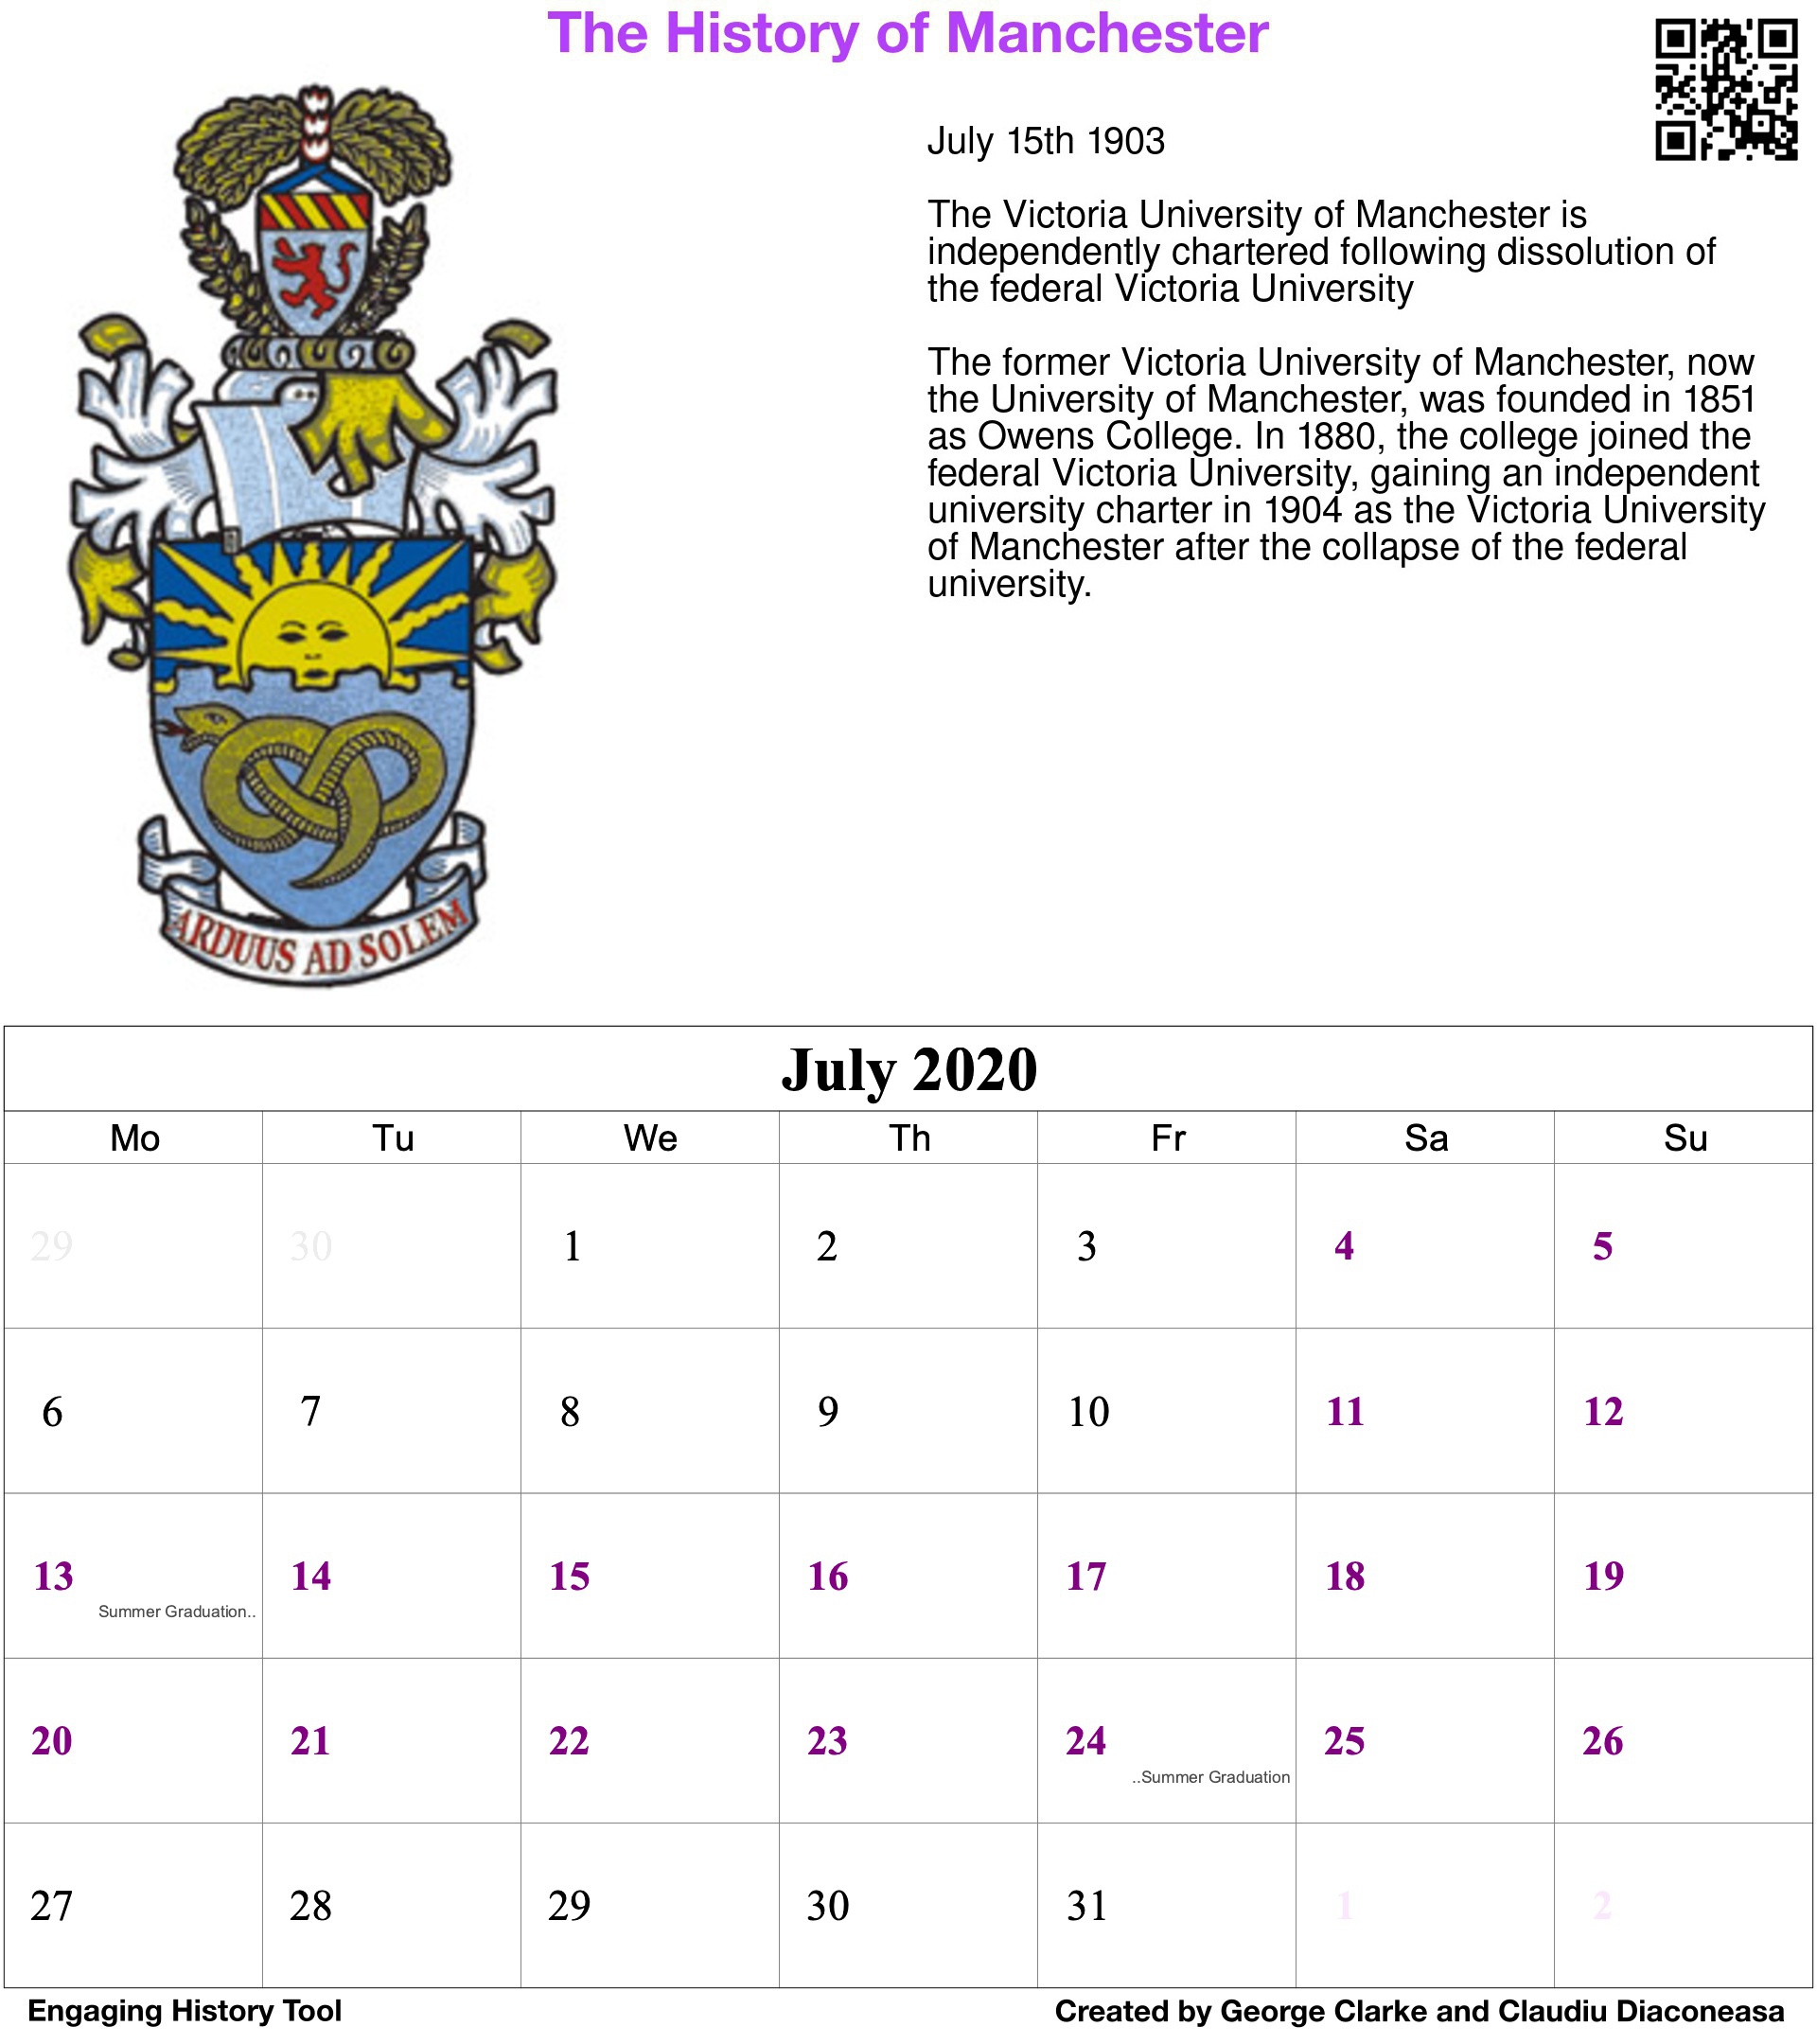 The History of Manchester
July 15th 1903
The Victoria University of Manchester is
independently chartered following dissolution of
the federal Victoria University
The former Victoria University of Manchester, now
the University of Manchester, was founded in 1851
as Owens College. In 1880, the college joined the
federal Victoria University, gaining an independent
university charter in 1904 as the Victoria University
of Manchester after the collapse of the federal
university.
ARDUUS AD SOLEM
July 2020
Mo Tu We Th Fr Sa Su
29 30 1 2 3 4 5
6 7 8 9 10 11 12
13 14 15 16 17 18 19
Summer Graduation..
20 21 22 23 24 25 26
..Summer Graduation
27 28 29 30 31 1 2
Engaging History Tool Created by George Clarke and Claudiu Diaconeasa